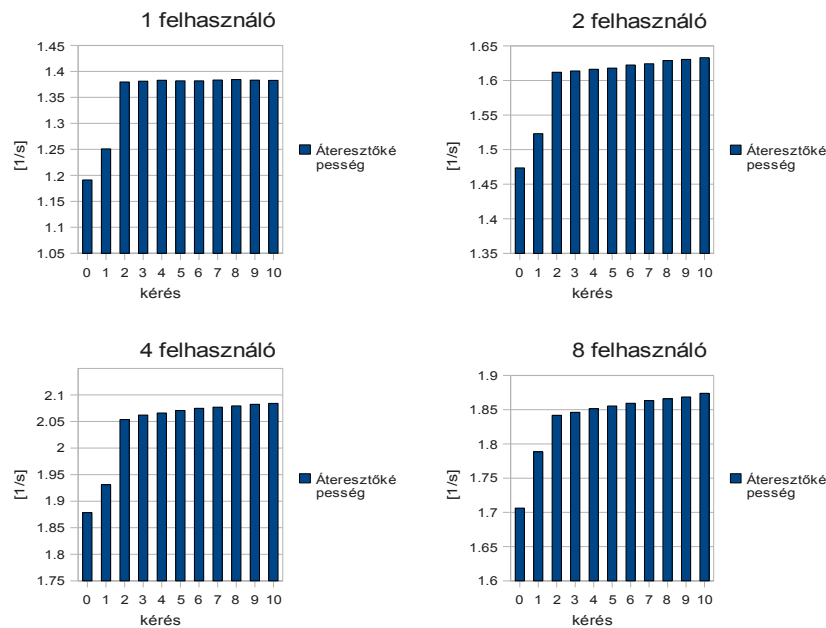 1 felhasználó
1.45
1.4
1.35
1.3
1.25
1.2
1.15
1.1
1.05
[1/s]
0 1 2 3 4 5 6 7 8 9 10
kérés
Áteresztőké
pesség
2 felhasználó
1.65
1.6
1.55
1.5
1.45
1.4
1.35
[1/s]
0 1 2 3 4 5 6 7 8 9 10
kérés
Áteresztőké
pesség
4 felhasználó
2.1
2.05
2
1.95
1.9
1.85
1.8
1.75
[1/s]
0 1 2 3 4 5 6 7 8 9 10
kérés
Áteresztőké
pesség
8 felhasználó
1.9
1.85
1.8
1.75
1.7
1.65
1.6
[1/s]
0 1 2 3 4 5 6 7 8 9 10
kérés
Áteresztőké
pesség